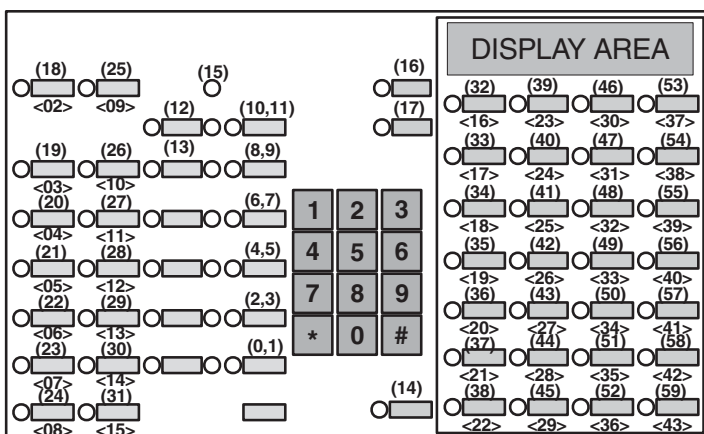 DISPLAY AREA
(18) (25) (15) (16) (32) (39) (46) (53)
<02> <09> <16> <23> <30> <37>
(12) (10,11) (17)
(19) (26) (13) (8,9) (33) (40) (47) (54)
<03> <10> <17> <24> <31> <38>
(20) (27) (6,7) 1 2 3 (34) (41) (48) (55)
<04> <11> <18> <25> <32> <39>
(21) (28) (4,5) 4 5 6 (35) (42) (49) (56)
<05> <12> <19> <26> <33> <40>
(22) (29) (2,3) 7 8 9 (36) (43) (50) (57)
<06> <13> <20> <27> <34> <41>
(23) (30) (0,1) * 0 # (37) (44) (51) (58)
<07> <14> <21> <28> <35> <42>
(24) (31) (14) (38) (45) (52) (59)
<08> <15> <22> <29> <36> <43>